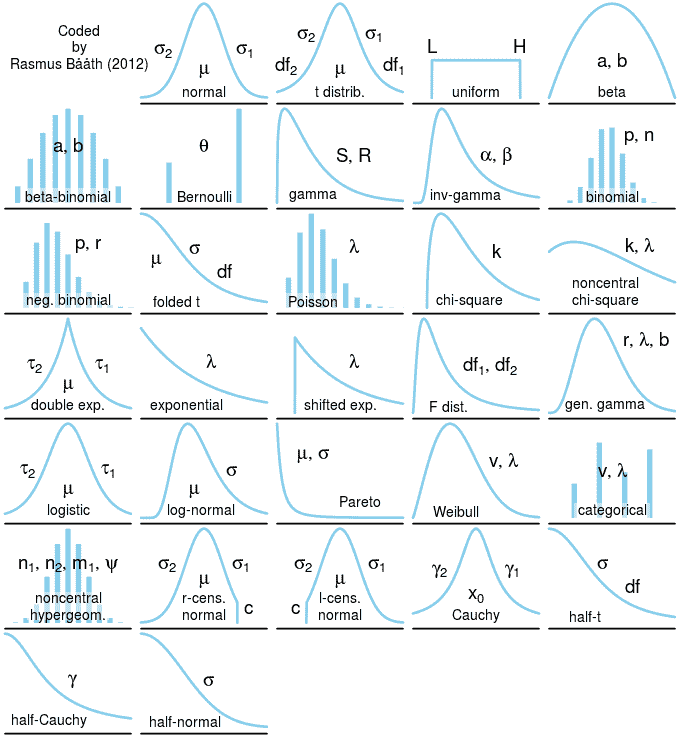 Coded
by
Rasmus Bååth (2012)
σ2 σ1
μ
normal
σ2 σ1
df2 μ df1
t distrib.
L H
uniform
a, b
beta
a, b
beta-binomial
θ
Bernoulli
S, R
gamma
α, β
inv-gamma
p, n
binomial
p, r
neg. binomial
μ σ df
folded t
λ
Poisson
k
chi-square
k, λ
noncentral
chi-square
τ2 τ1
μ
double exp.
λ
exponential
λ
shifted exp.
df1, df2
F dist.
r, λ, b
gen. gamma
τ2 τ1
μ
logistic
σ
μ
log-normal
μ, σ
Pareto
v, λ
Weibull
v, λ
categorical
n1, n2, m1, ψ
noncentral
hypergeom.
σ2 σ1
μ
r-cens.
normal c
σ2 σ1
μ
l-cens.
c normal
γ2 γ1
x0
Cauchy
σ
df
half-t
γ
half-Cauchy
σ
half-normal